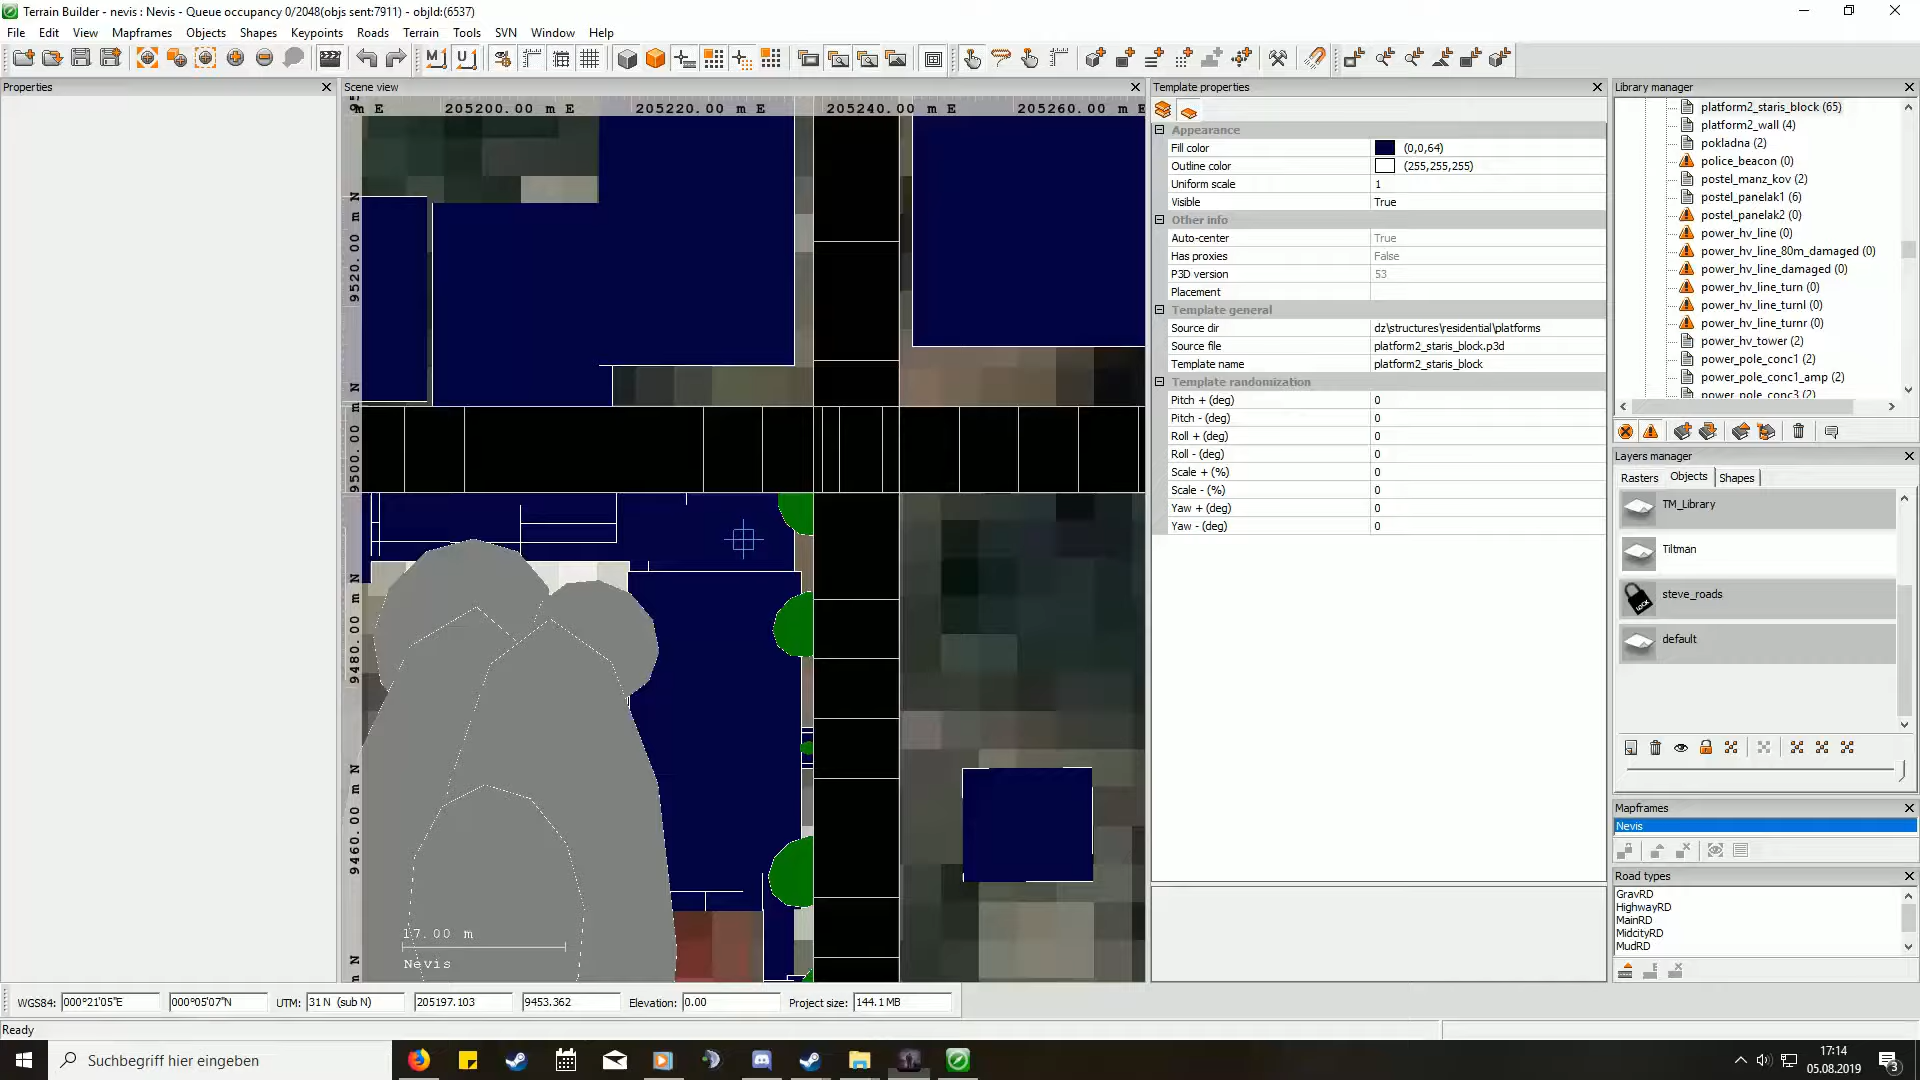 Terrain Builder - nevis : Nevis - Queue occupancy 0/2048(objs sent:7911) - objId:(6537)
File Edit View Mapframes Objects Shapes Keypoints Roads Terrain Tools SVN Window Help
Properties
Scene view
m E 205200.00 m E 205220.00 m E 205240.00 m E 205260.00 m E
9520.00 m N
9500.00 m N
9480.00 m N
9460.00 m N
17.00 m
Nevis
Template properties
Appearance
Fill color (0,0,64)
Outline color (255,255,255)
Uniform scale 1
Visible True
Other info
Auto-center True
Has proxies False
P3D version 53
Placement
Template general
Source dir dz\structures\residential\platforms
Source file platform2_staris_block.p3d
Template name platform2_staris_block
Template randomization
Pitch + (deg) 0
Pitch - (deg) 0
Roll + (deg) 0
Roll - (deg) 0
Scale + (%) 0
Scale - (%) 0
Yaw + (deg) 0
Yaw - (deg) 0
Library manager
platform2_staris_block (65)
platform2_wall (4)
pokladna (2)
police_beacon (0)
postel_manz_kov (2)
postel_panelak1 (6)
postel_panelak2 (0)
power_hv_line (0)
power_hv_line_80m_damaged (0)
power_hv_line_damaged (0)
power_hv_line_turn (0)
power_hv_line_turnl (0)
power_hv_line_turnr (0)
power_hv_tower (2)
power_pole_conc1 (2)
power_pole_conc1_amp (2)
power_pole_conc3 (2)
Layers manager
Rasters Objects Shapes
TM_Library
Tiltman
LOCK
steve_roads
default
Mapframes
Nevis
Road types
GravRD
HighwayRD
MainRD
MidcityRD
MudRD
WGS84: 000°21'05"E 000°05'07"N UTM: 31 N (sub N) 205197.103 9453.362 Elevation: 0.00 Project size: 144.1 MB
Ready
Suchbegriff hier eingeben
17:14
05.08.2019
3